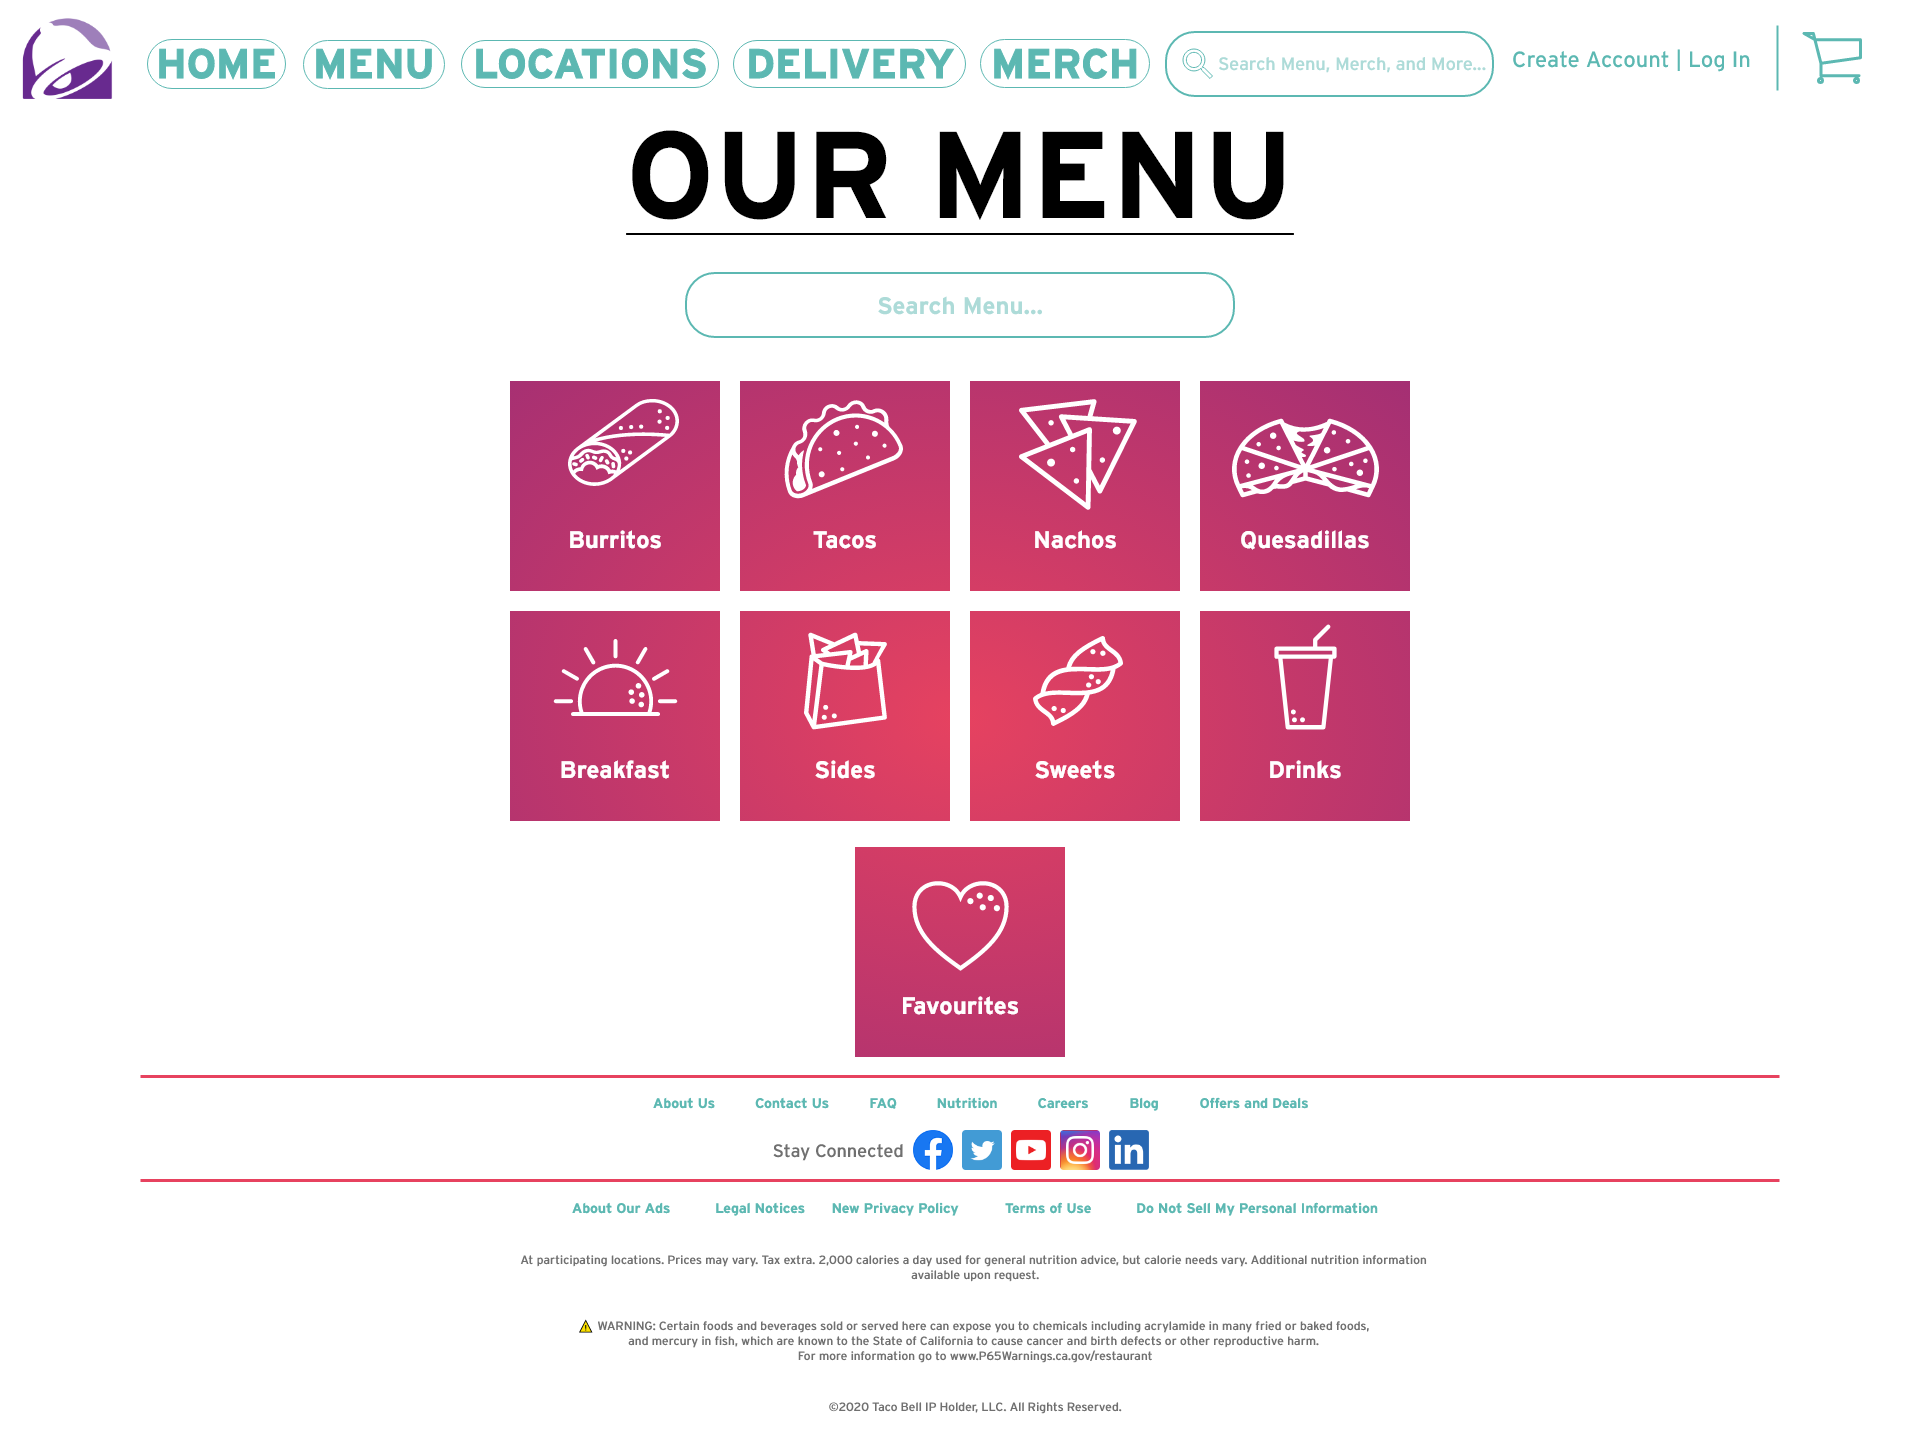 HOME MENU LOCATIONS DELIVERY MERCH Search Menu, Merch, and More... Create Account | Log In
OUR MENU
Search Menu...
Burritos Tacos Nachos Quesadillas
Breakfast Sides Sweets Drinks
Favourites
About Us Contact Us FAQ Nutrition Careers Blog Offers and Deals
Stay Connected
About Our Ads Legal Notices New Privacy Policy Terms of Use Do Not Sell My Personal Information
At participating locations. Prices may vary. Tax extra. 2,000 calories a day used for general nutrition advice, but calorie needs vary. Additional nutrition information
available upon request.
WARNING: Certain foods and beverages sold or served here can expose you to chemicals including acrylamide in many fried or baked foods,
and mercury in fish, which are known to the State of California to cause cancer and birth defects or other reproductive harm.
For more information go to www.P65Warnings.ca.gov/restaurant
©2020 Taco Bell IP Holder, LLC. All Rights Reserved.